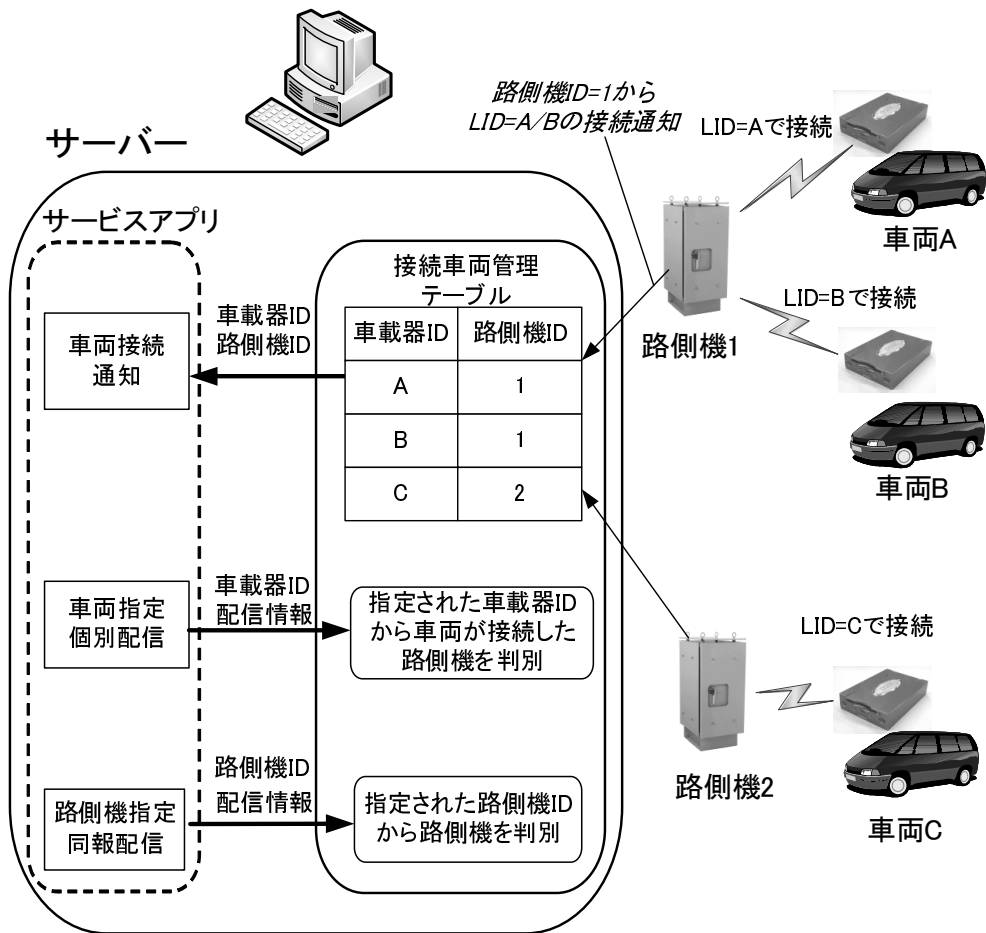 サーバー
サービスアプリ
車両接続
通知
車載器ID
路側機ID
接続車両管理
テーブル
車載器ID 路側機ID
A 1
B 1
C 2
車両指定
個別配信
車載器ID
配信情報
指定された車載器ID
から車両が接続した
路側機を判別
路側機指定
同報配信
路側機ID
配信情報
指定された路側機ID
から路側機を判別
路側機ID=1から
LID=A/Bの接続通知
路側機1
LID=Aで接続
車両A
LID=Bで接続
車両B
路側機2
LID=Cで接続
車両C